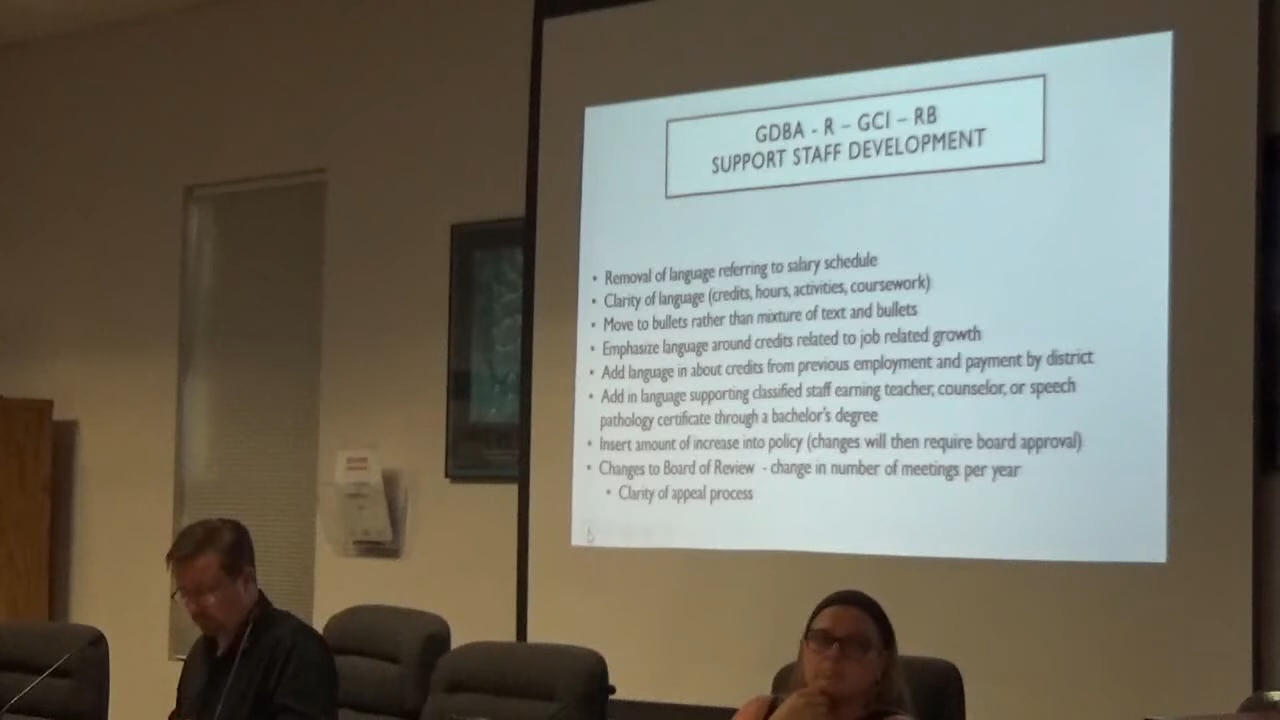 GDBA - R – GCI – RB
SUPPORT STAFF DEVELOPMENT
• Removal of language referring to salary schedule
• Clarity of language (credits, hours, activities, coursework)
• Move to bullets rather than mixture of text and bullets
• Emphasize language around credits related to job related growth
• Add language in about credits from previous employment and payment by district
• Add in language supporting classified staff earning teacher, counselor, or speech
pathology certificate through a bachelor's degree
• Insert amount of increase into policy (changes will then require board approval)
• Changes to Board of Review - change in number of meetings per year
• Clarity of appeal process